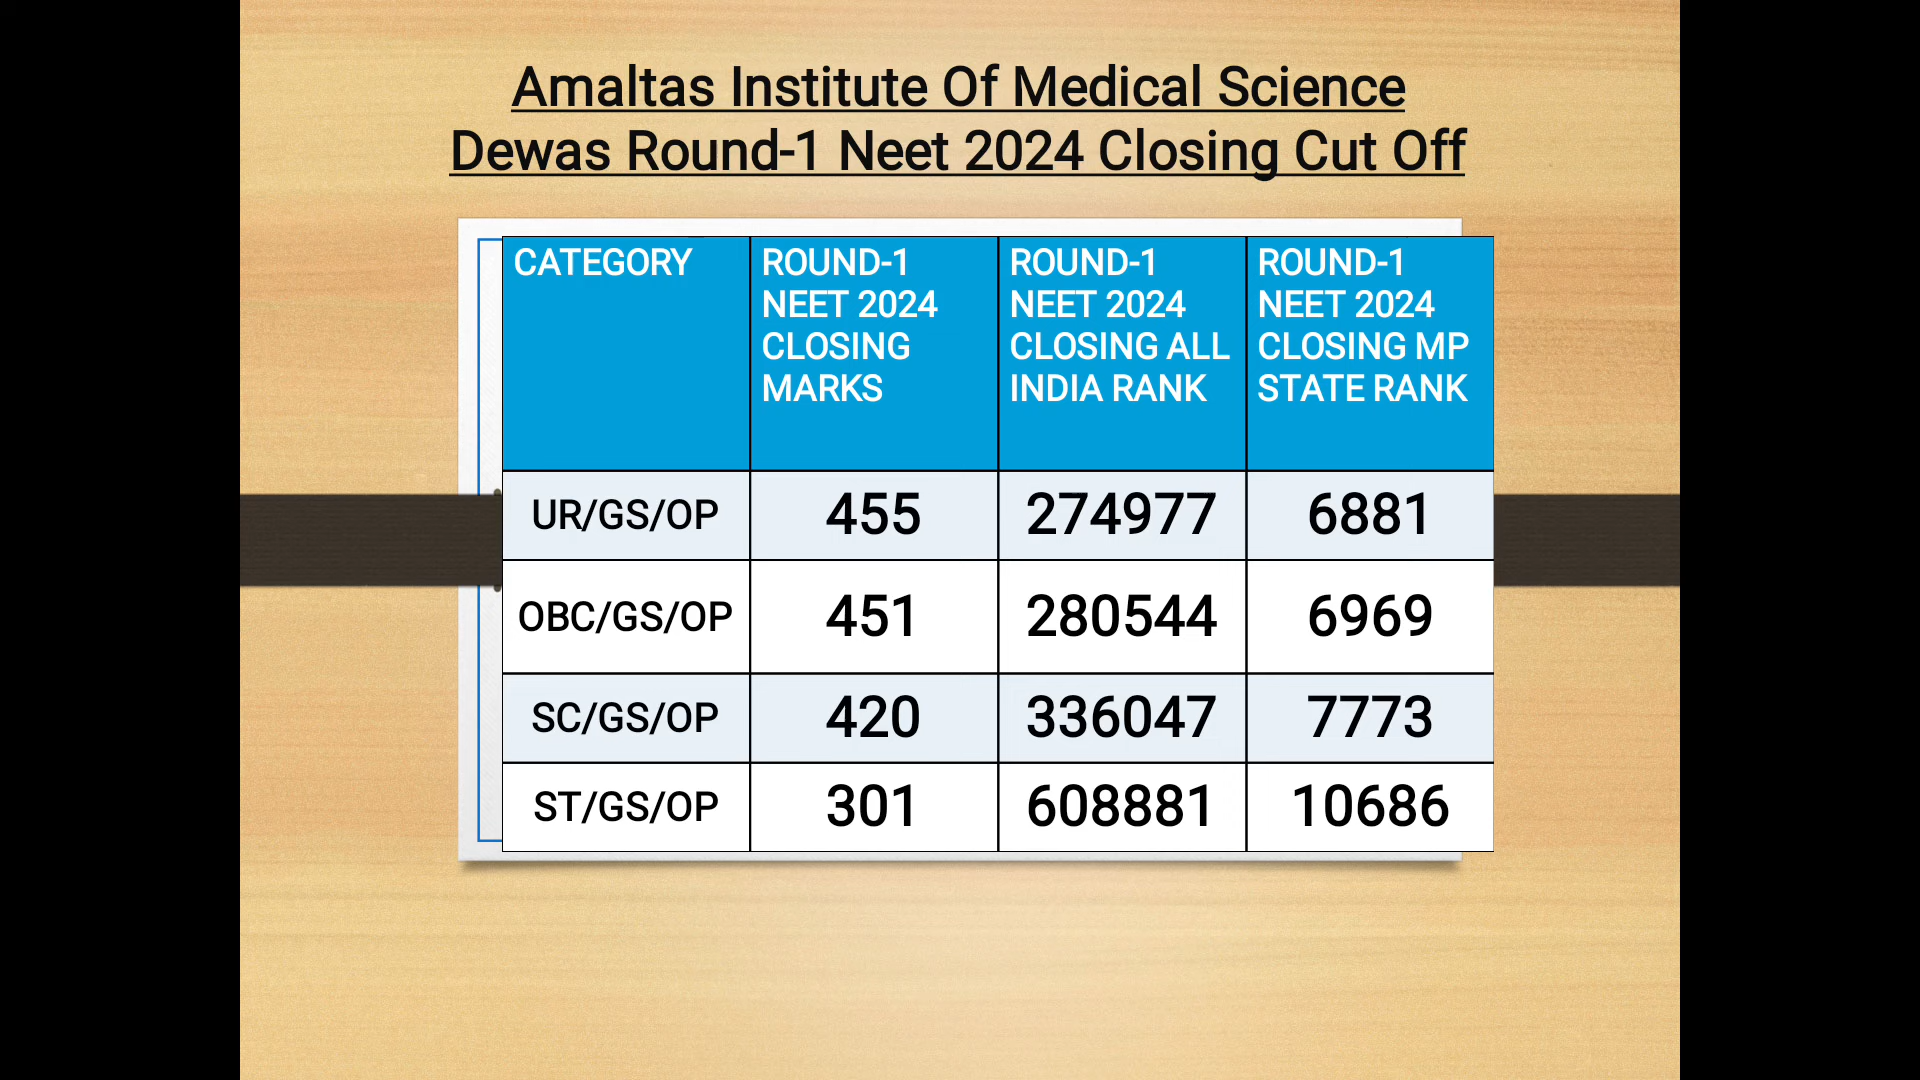 Amaltas Institute Of Medical Science
Dewas Round-1 Neet 2024 Closing Cut Off
CATEGORY
ROUND-1
NEET 2024
CLOSING
MARKS
ROUND-1
NEET 2024
CLOSING ALL
INDIA RANK
ROUND-1
NEET 2024
CLOSING MP
STATE RANK
UR/GS/OP 455 274977 6881
OBC/GS/OP 451 280544 6969
SC/GS/OP 420 336047 7773
ST/GS/OP 301 608881 10686